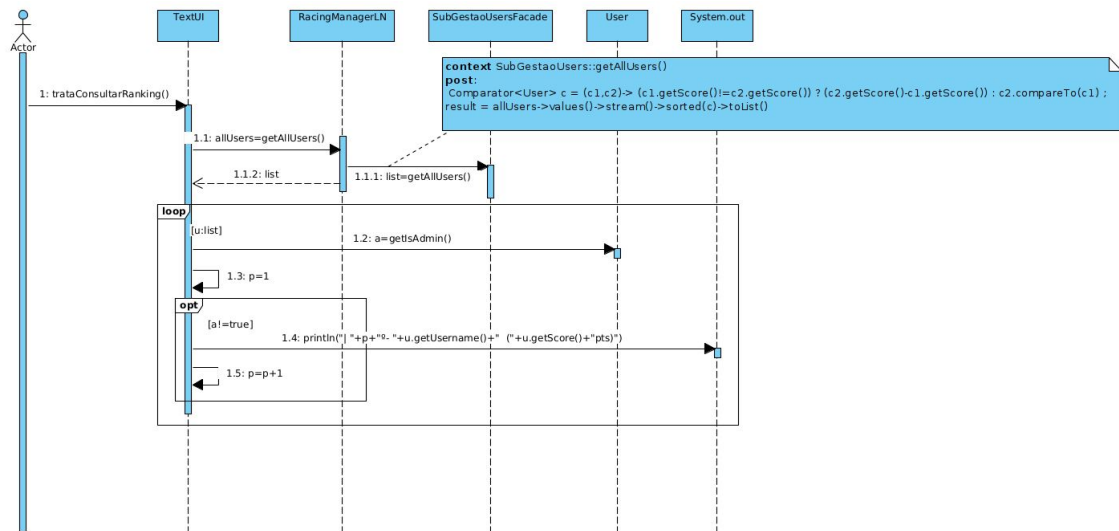 TextUI
RacingManagerLN
SubGestaoUsersFacade
User
System.out
Actor
context SubGestaoUsers::getAllUsers()
post:
Comparator<User> c = (c1,c2)-> (c1.getScore()!=c2.getScore()) ? (c2.getScore()-c1.getScore()) : c2.compareTo(c1) ;
result = allUsers->values()->stream()->sorted(c)->toList()
1: trataConsultarRanking()
1.1: allUsers=getAllUsers()
1.1.1: list=getAllUsers()
1.1.2: list
loop
[u:list]
1.2: a=getIsAdmin()
1.3: p=1
opt
[a!=true]
1.4: println("| "+p+"º- "+u.getUsername()+"  ("+u.getScore()+"pts)")
1.5: p=p+1